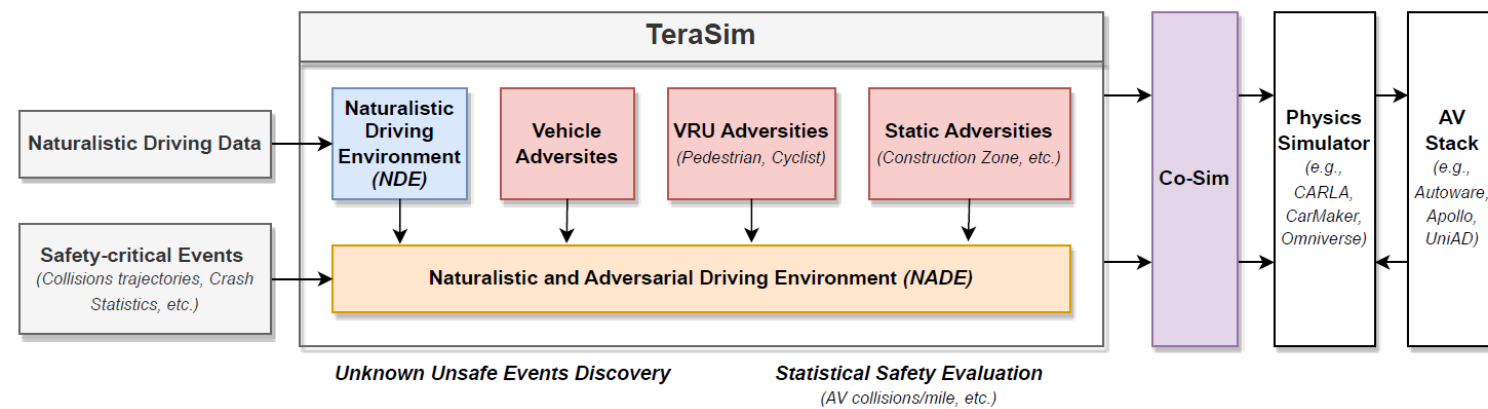 TeraSim
Naturalistic Driving Data
Safety-critical Events
(Collisions trajectories, Crash
Statistics, etc.)
Naturalistic
Driving
Environment
(NDE)
Vehicle
Adversites
VRU Adversities
(Pedestrian, Cyclist)
Static Adversities
(Construction Zone, etc.)
Naturalistic and Adversarial Driving Environment (NADE)
Unknown Unsafe Events Discovery
Statistical Safety Evaluation
(AV collisions/mile, etc.)
Co-Sim
Physics
Simulator
(e.g.,
CARLA,
CarMaker,
Omniverse)
AV
Stack
(e.g.,
Autoware,
Apollo,
UniAD)